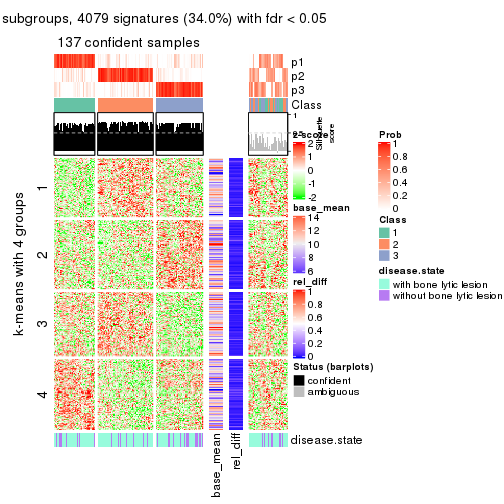 subgroups, 4079 signatures (34.0%) with fdr < 0.05
137 confident samples
p1
p2
p3
Class
1
Silhouette
score
z-score
2
1
0
-1
-2
base_mean
14
12
10
8
6
rel_diff
1
0.8
0.6
0.4
0.2
0
Status (barplots)
confident
ambiguous
Prob
1
0.8
0.6
0.4
0.2
0
Class
1
2
3
disease.state
with bone lytic lesion
without bone lytic lesion
k-means with 4 groups
1
2
3
4
disease.state
base_mean
rel_diff